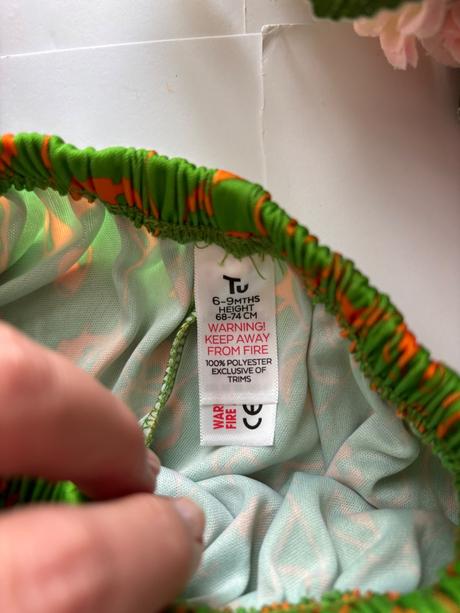 Tu
6-9MTHS
HEIGHT
68-74 CM
WARNING!
KEEP AWAY
FROM FIRE
100% POLYESTER
EXCLUSIVE OF
TRIMS
WAR
FIRE
CE